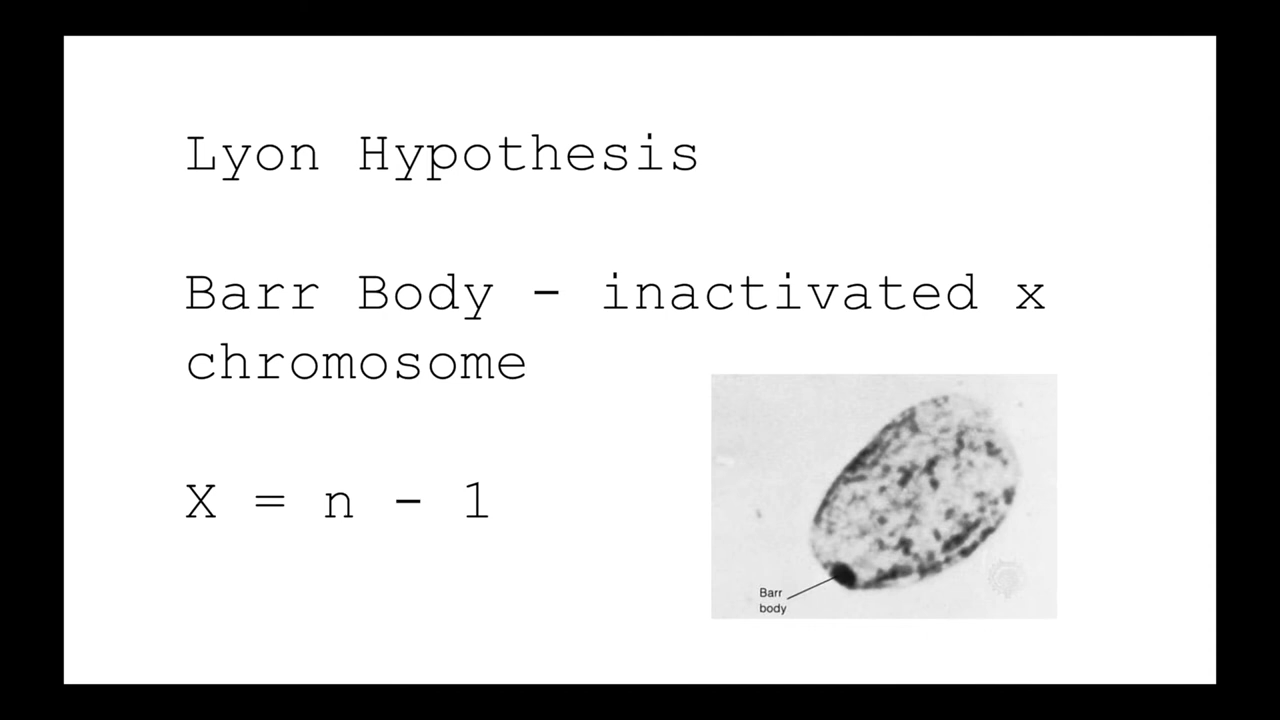 Lyon Hypothesis
Barr Body - inactivated x
chromosome
X = n - 1
Barr
body